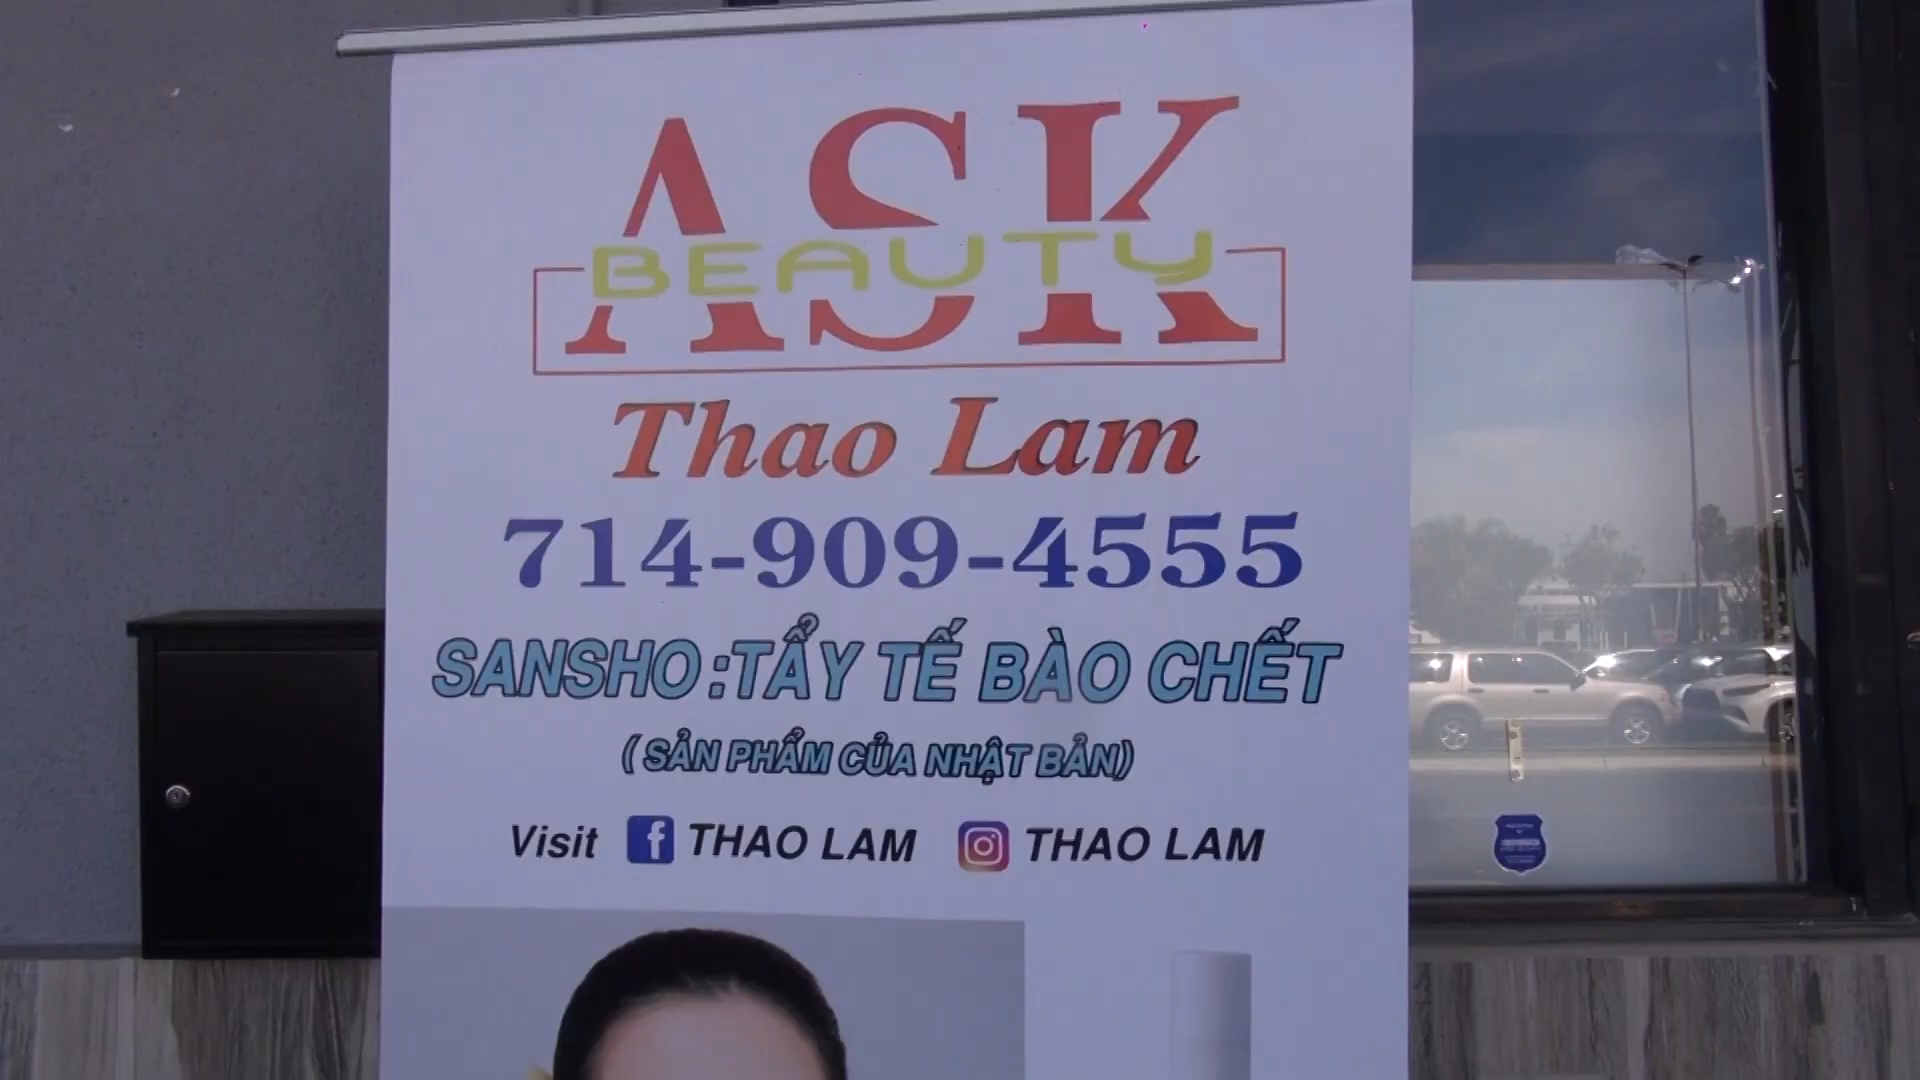 ASK
BEAUTY
Thao Lam
714-909-4555
SANSHO:TẨY TẾ BÀO CHẾT
( SẢN PHẨM CỦA NHẬT BẢN)
Visit f THAO LAM THAO LAM